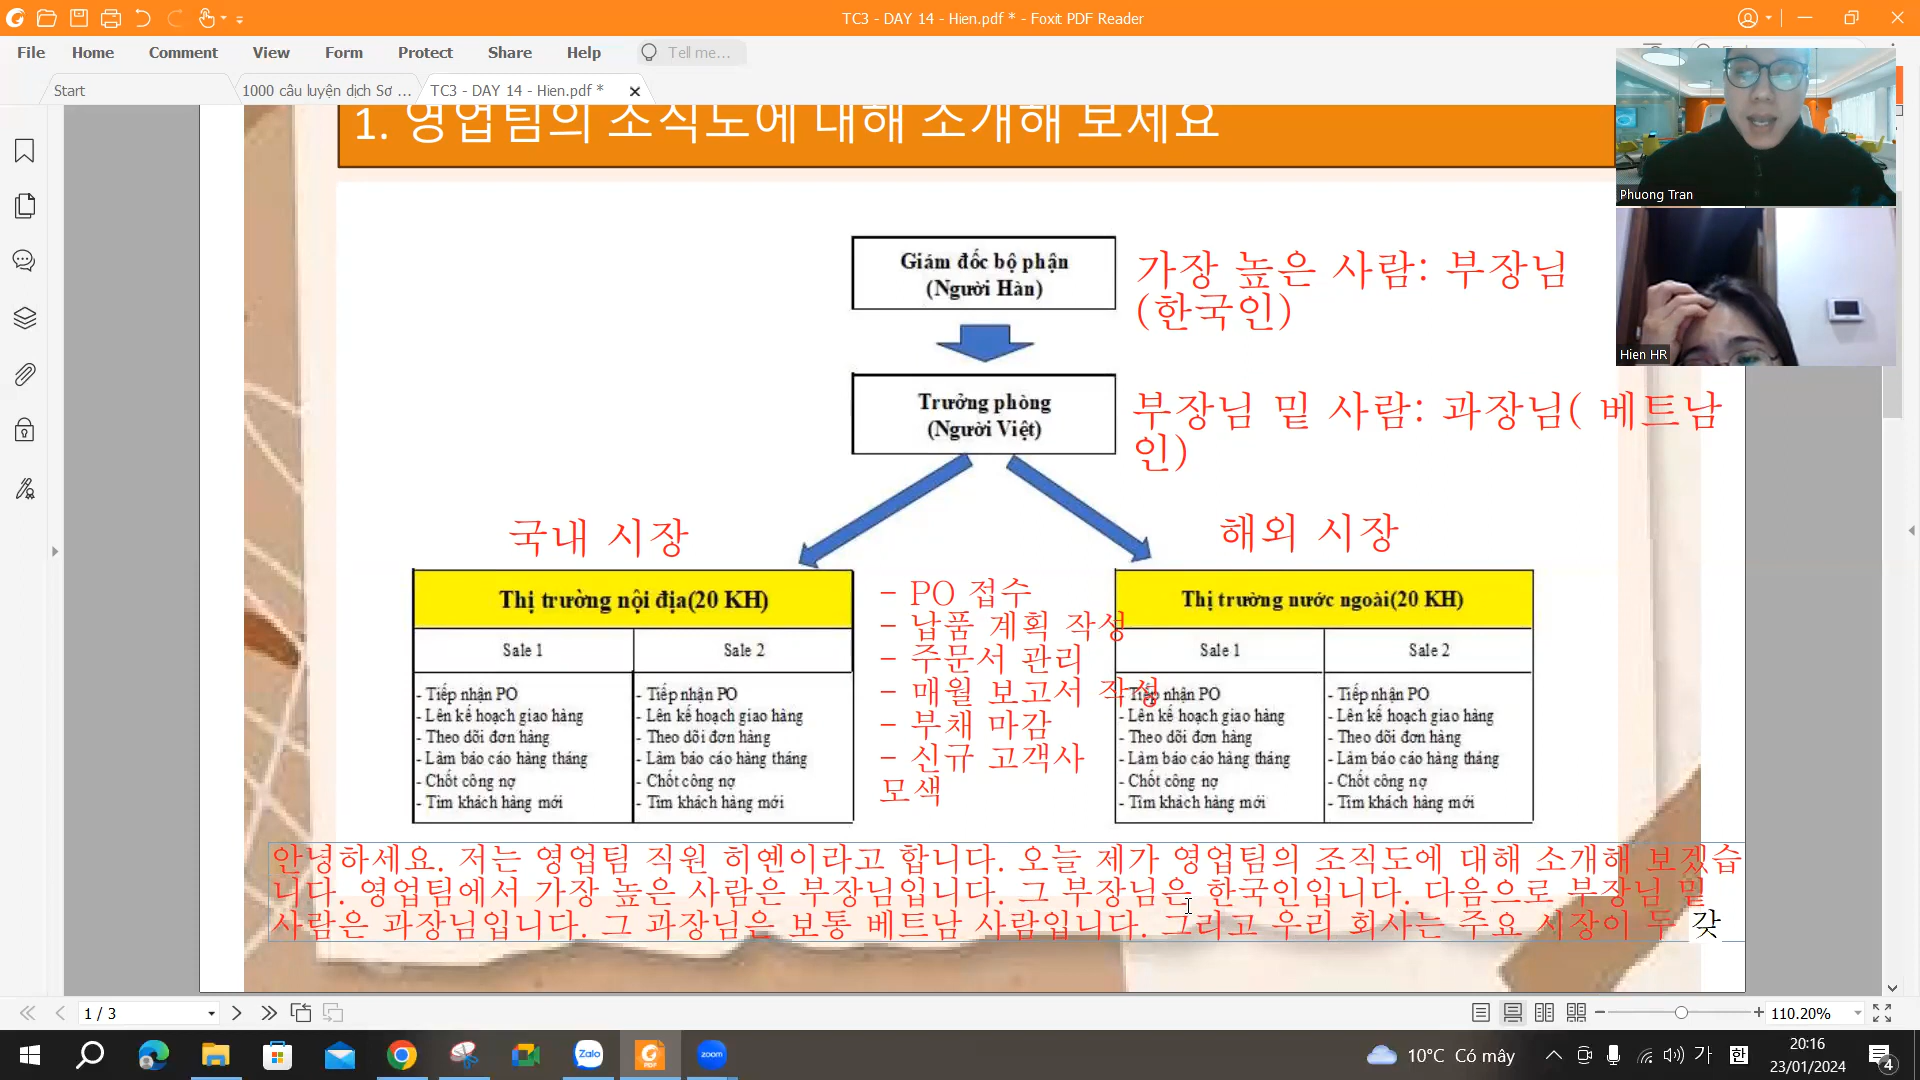 TC3 - DAY 14 - Hien.pdf * - Foxit PDF Reader
File Home Comment View Form Protect Share Help Tell me...
Start 1000 câu luyện dịch Sơ ... TC3 - DAY 14 - Hien.pdf *
1. 영업팀의 조직도에 대해 소개해 보세요
Phuong Tran
Hien HR
Giám đốc bộ phận
(Người Hàn)
가장 높은 사람: 부장님
(한국인)
Trưởng phòng
(Người Việt)
부장님 밑 사람: 과장님( 베트남
인)
국내 시장
해외 시장
Thị trường nội địa(20 KH)
Sale 1 Sale 2
- Tiếp nhận PO - Tiếp nhận PO
- Lên kế hoạch giao hàng - Lên kế hoạch giao hàng
- Theo dõi đơn hàng - Theo dõi đơn hàng
- Làm báo cáo hàng tháng - Làm báo cáo hàng tháng
- Chốt công nợ - Chốt công nợ
- Tìm khách hàng mới - Tìm khách hàng mới
- PO 접수
- 납품 계획 작성
- 주문서 관리
- 매월 보고서 작성
- 부채 마감
- 신규 고객사
모색
Thị trường nước ngoài(20 KH)
Sale 1 Sale 2
- Tiếp nhận PO - Tiếp nhận PO
- Lên kế hoạch giao hàng - Lên kế hoạch giao hàng
- Theo dõi đơn hàng - Theo dõi đơn hàng
- Làm báo cáo hàng tháng - Làm báo cáo hàng tháng
- Chốt công nợ - Chốt công nợ
- Tìm khách hàng mới - Tìm khách hàng mới
안녕하세요. 저는 영업팀 직원 히옌이라고 합니다. 오늘 제가 영업팀의 조직도에 대해 소개해 보겠습
니다. 영업팀에서 가장 높은 사람은 부장님입니다. 그 부장님은 한국인입니다. 다음으로 부장님 밑
사람은 과장님입니다. 그 과장님은 보통 베트남 사람입니다. 그리고 우리 회사는 주요 시장이 두 갖
1 / 3
110.20%
Zalo
zoom
10°C Có mây
가 한
20:16
23/01/2024
4